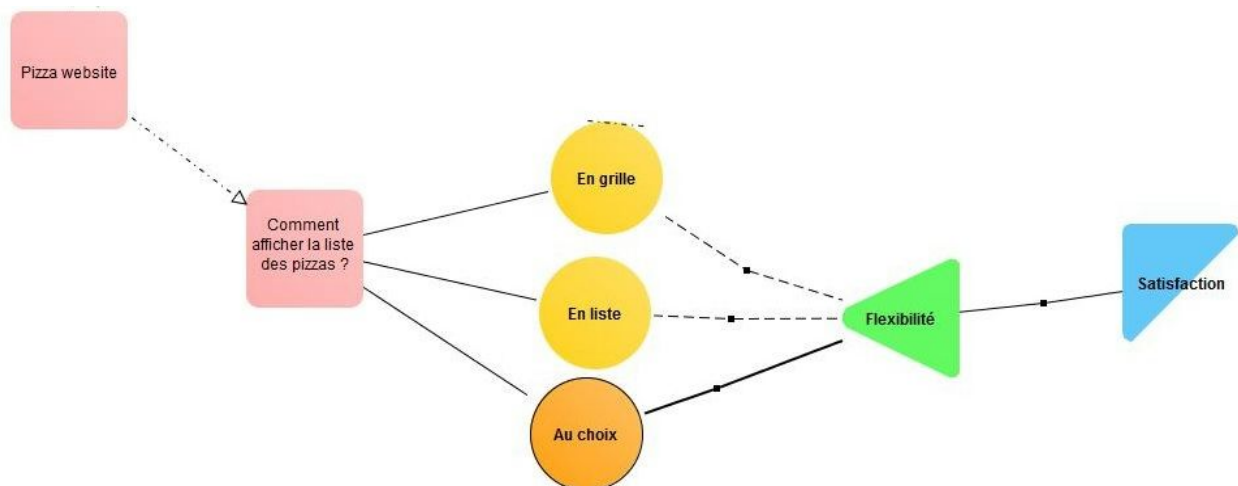 Pizza website
Comment
afficher la liste
des pizzas ?
En grille
En liste
Au choix
Flexibilité
Satisfaction